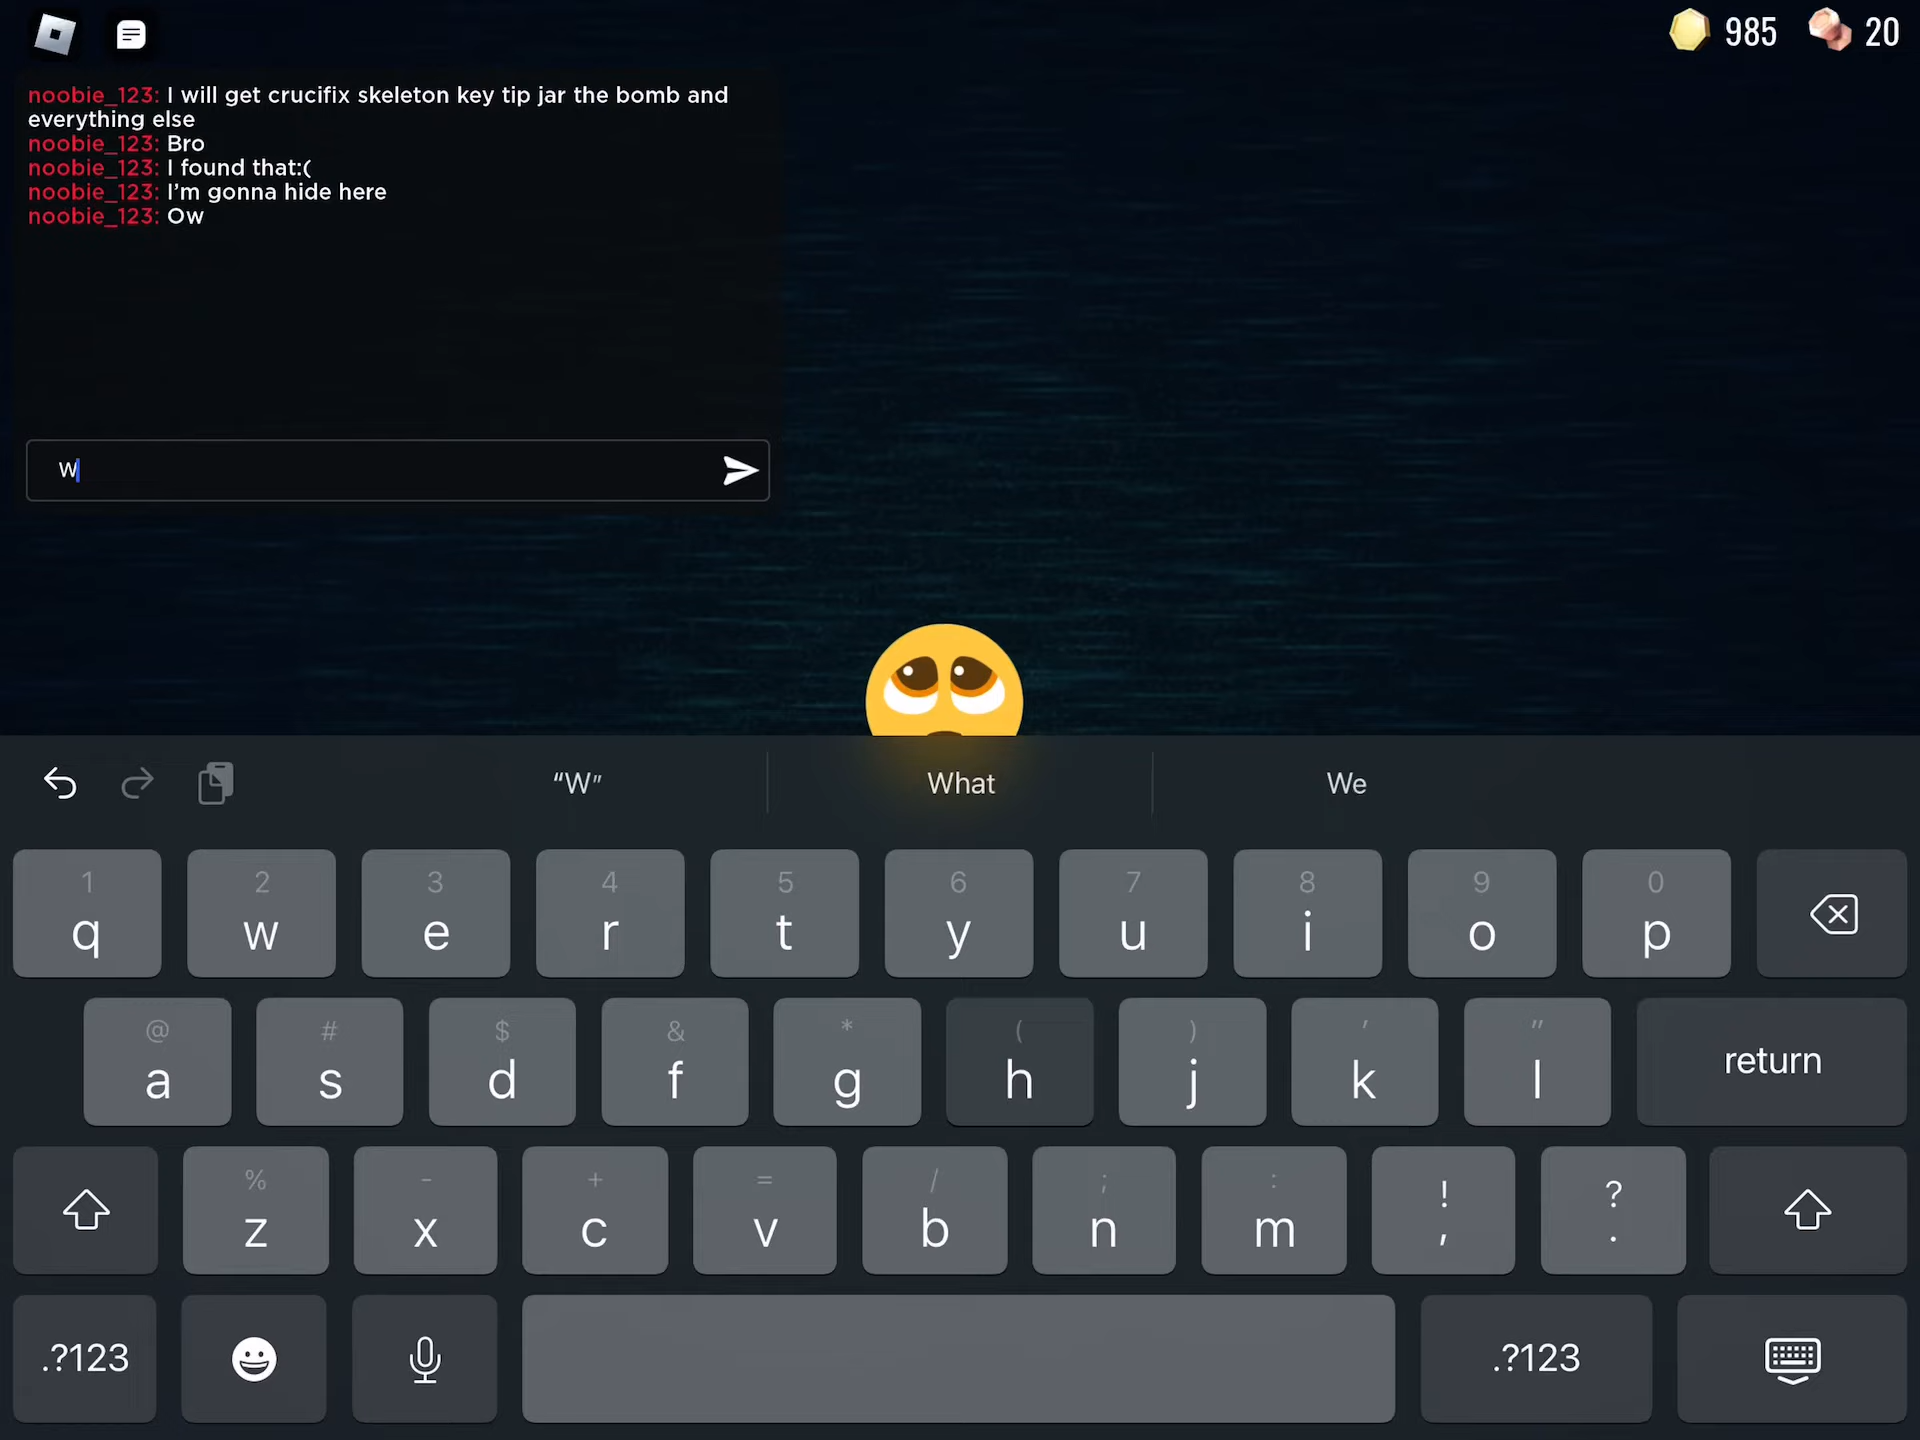 985 20
noobie_123: I will get crucifix skeleton key tip jar the bomb and
everything else
noobie_123: Bro
noobie_123: I found that:(
noobie_123: I’m gonna hide here
noobie_123: Ow
W
“W” What We
1 2 3 4 5 6 7 8 9 0
q w e r t y u i o p
@ # $ & * ( ) ' "
a s d f g h j k l return
% - + = / ; : ! ?
z x c v b n m , .
.?123 .?123